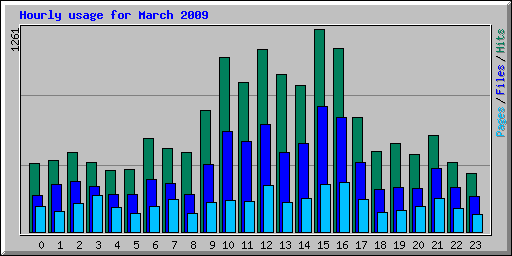 Hourly usage for March 2009
1261
Pages/Files/Hits
0 1 2 3 4 5 6 7 8 9 10 11 12 13 14 15 16 17 18 19 20 21 22 23